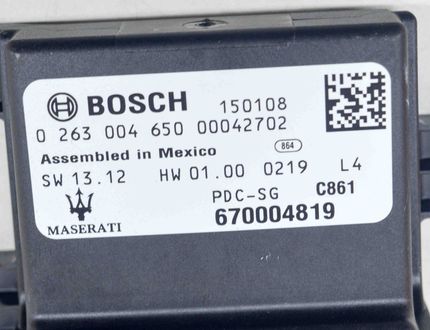 BOSCH 150108
0 263 004 650 00042702
Assembled in Mexico 864
SW 13.12 HW 01.00 0219 L4
PDC-SG C861
MASERATI 670004819